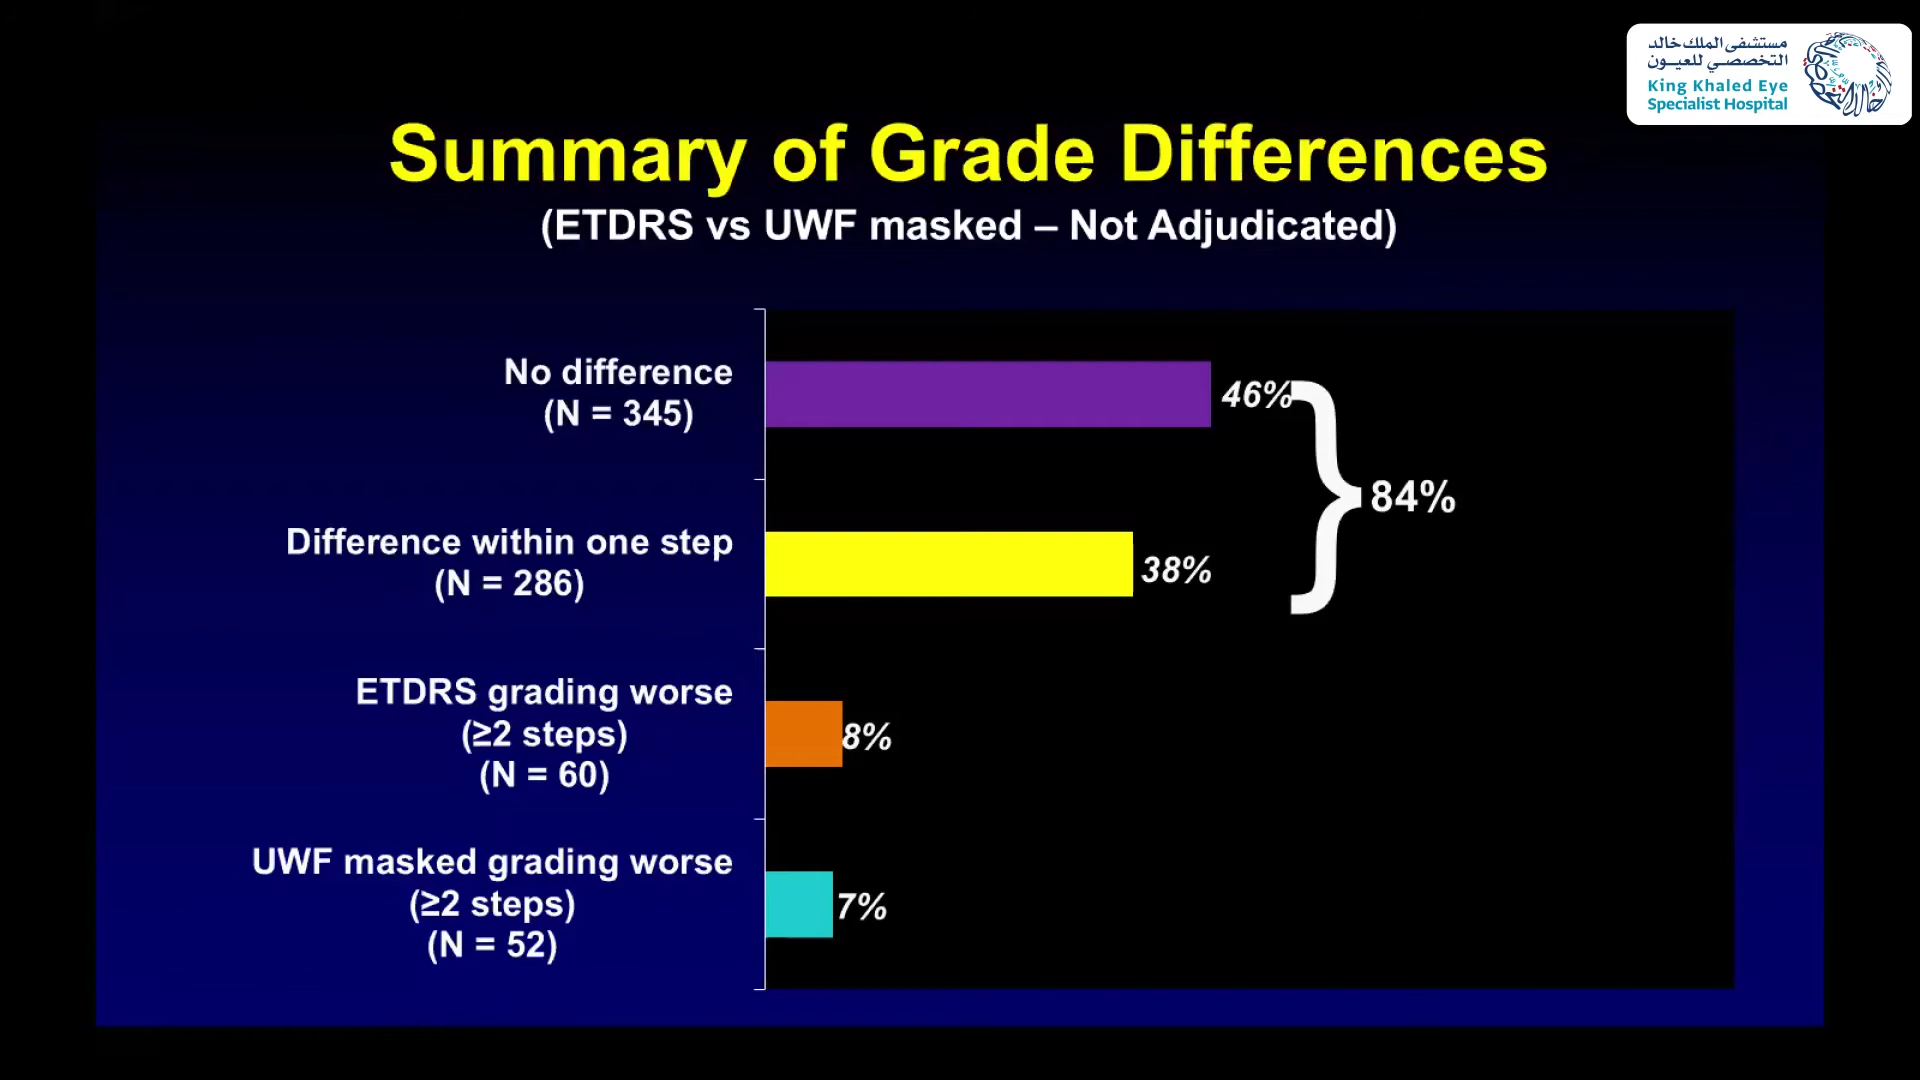 مستشفى الملك خالد
التخصصي للعيون
King Khaled Eye
Specialist Hospital
Summary of Grade Differences
(ETDRS vs UWF masked – Not Adjudicated)
No difference
(N = 345)
46%
84%
Difference within one step
(N = 286)
38%
ETDRS grading worse
(≥2 steps)
(N = 60)
8%
UWF masked grading worse
(≥2 steps)
(N = 52)
7%